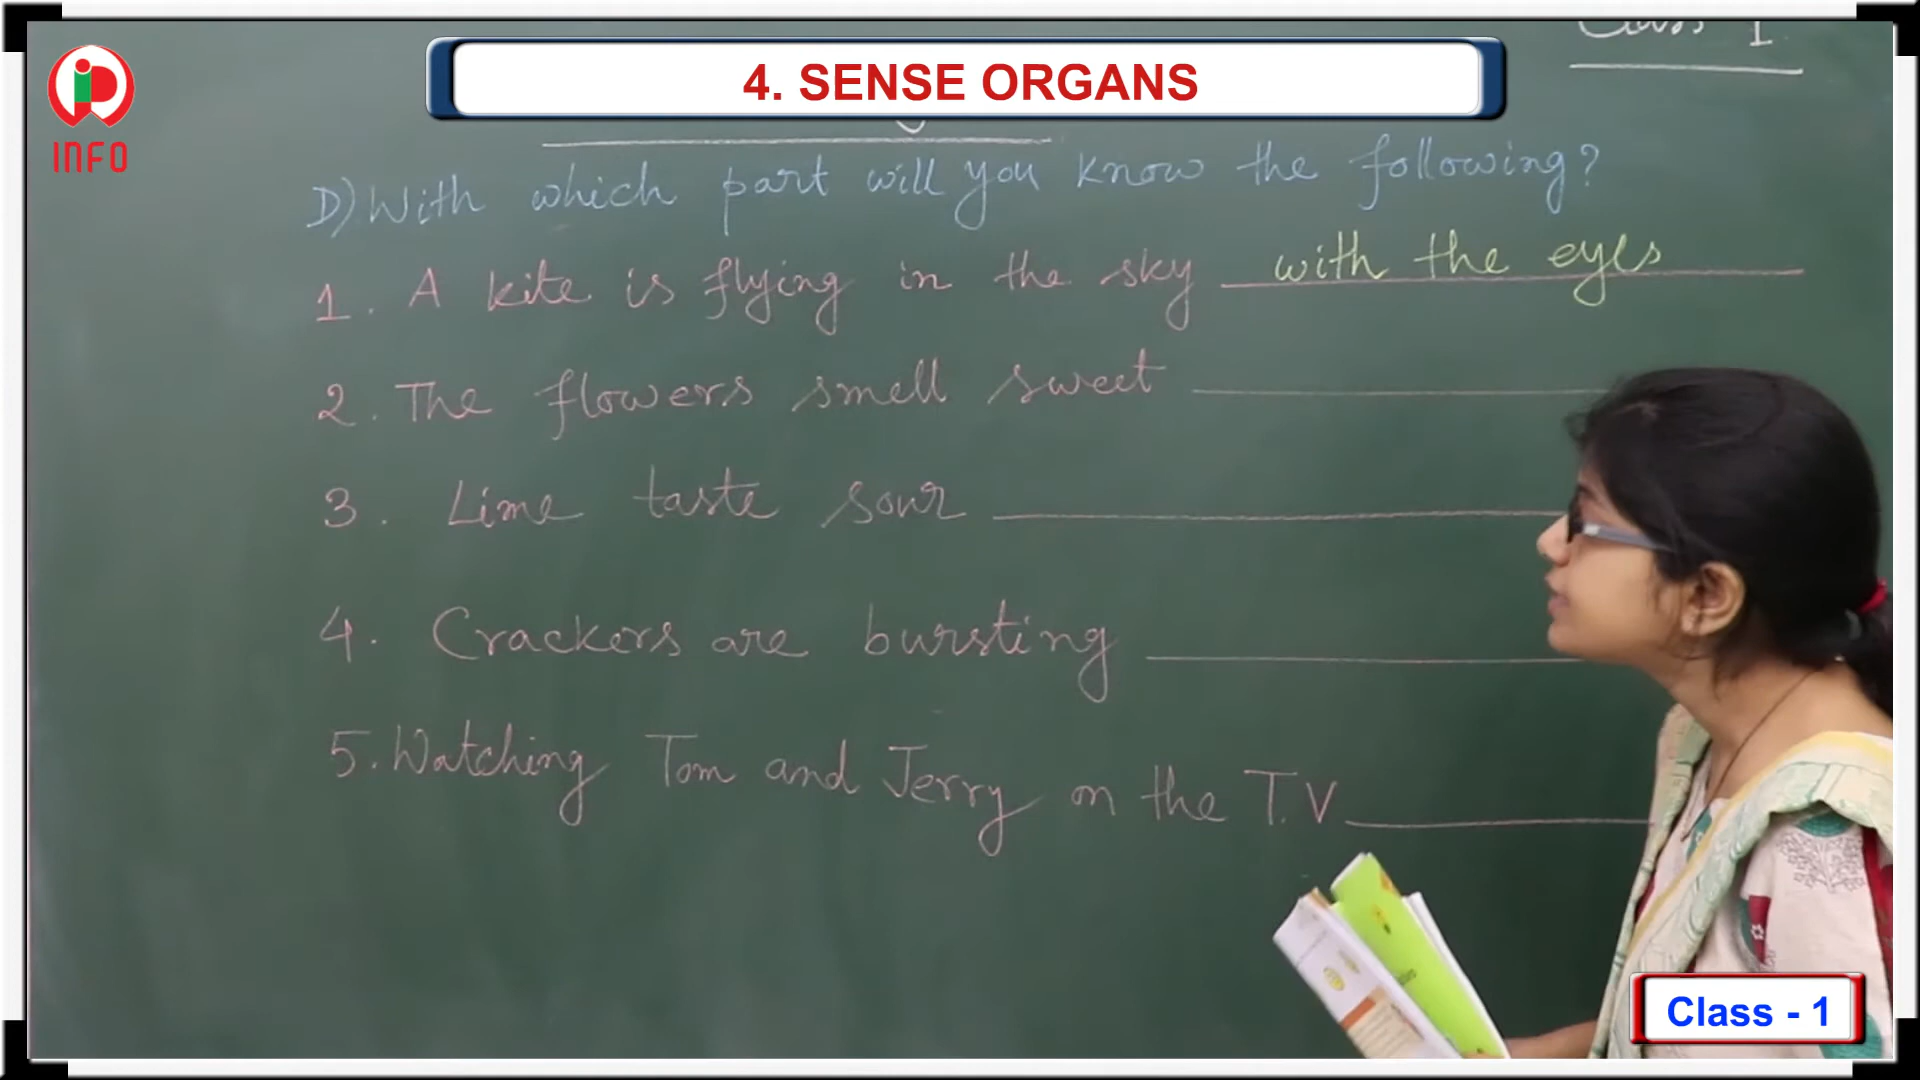 Class I
4. SENSE ORGANS
INFO
D) With which part will you know the following?
1. A kite is flying in the sky with the eyes
2. The flowers smell sweet
3. Lime taste sour
4. Crackers are bursting
5. Watching Tom and Jerry on the T.V
Class - 1